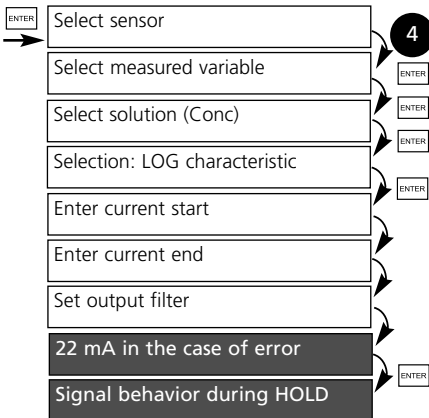 ENTER
Select sensor
4
Select measured variable
ENTER
Select solution (Conc)
ENTER
ENTER
Selection: LOG characteristic
ENTER
Enter current start
Enter current end
Set output filter
22 mA in the case of error
ENTER
Signal behavior during HOLD